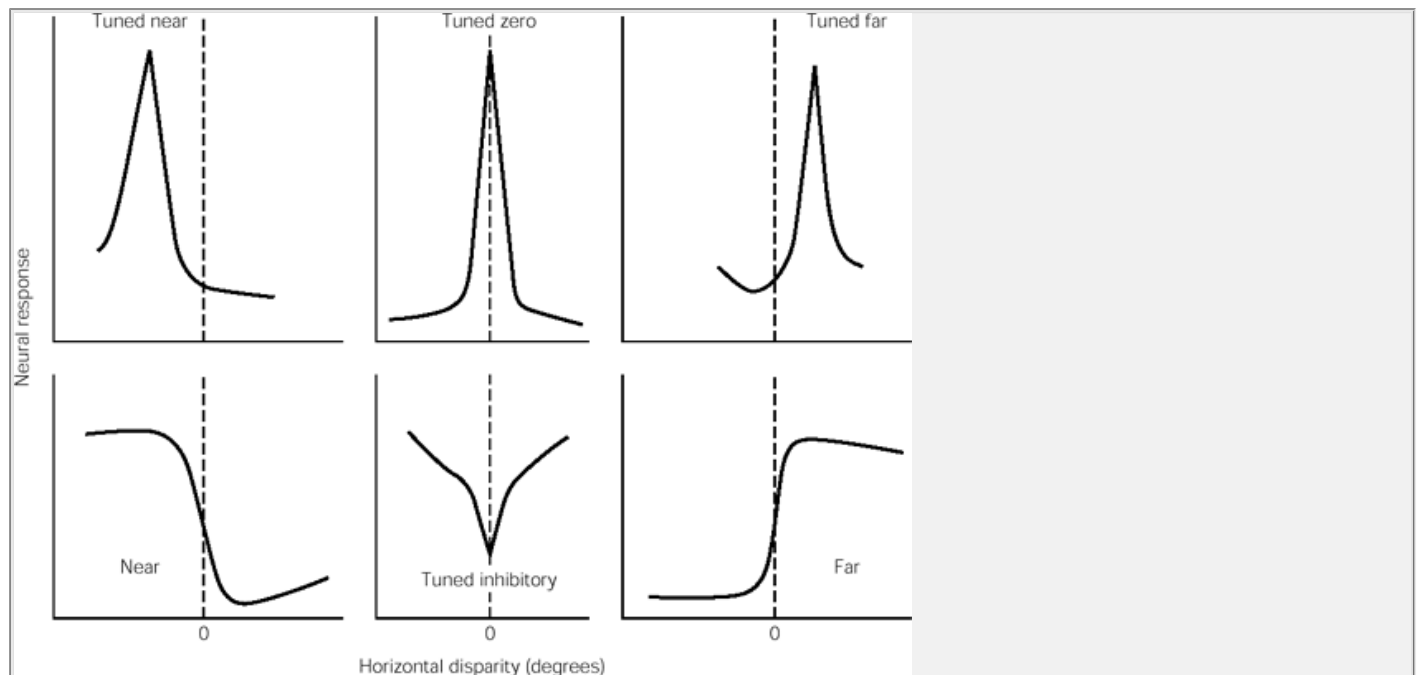 Tuned near
Tuned zero
Tuned far
Neural response
Near
Tuned inhibitory
Far
0
0
0
Horizontal disparity (degrees)